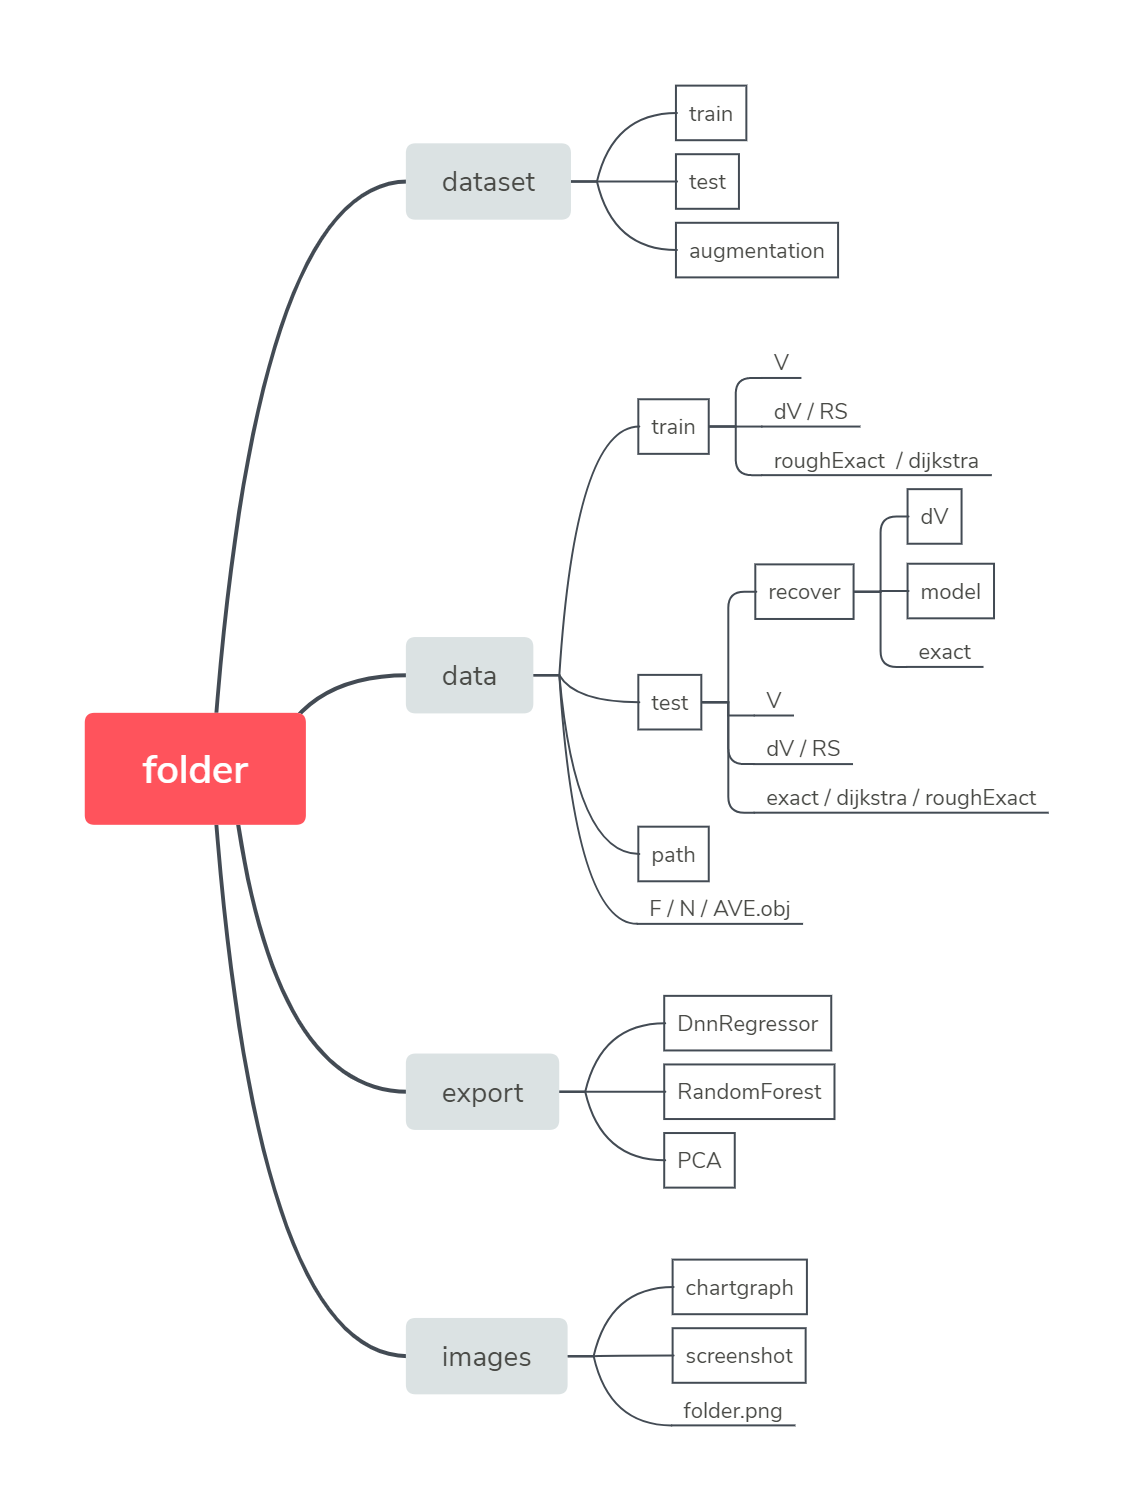 folder
dataset
train
test
augmentation
data
train
V
dV / RS
roughExact  / dijkstra
test
recover
dV
model
exact
V
dV / RS
exact / dijkstra / roughExact
path
F / N / AVE.obj
export
DnnRegressor
RandomForest
PCA
images
chartgraph
screenshot
folder.png